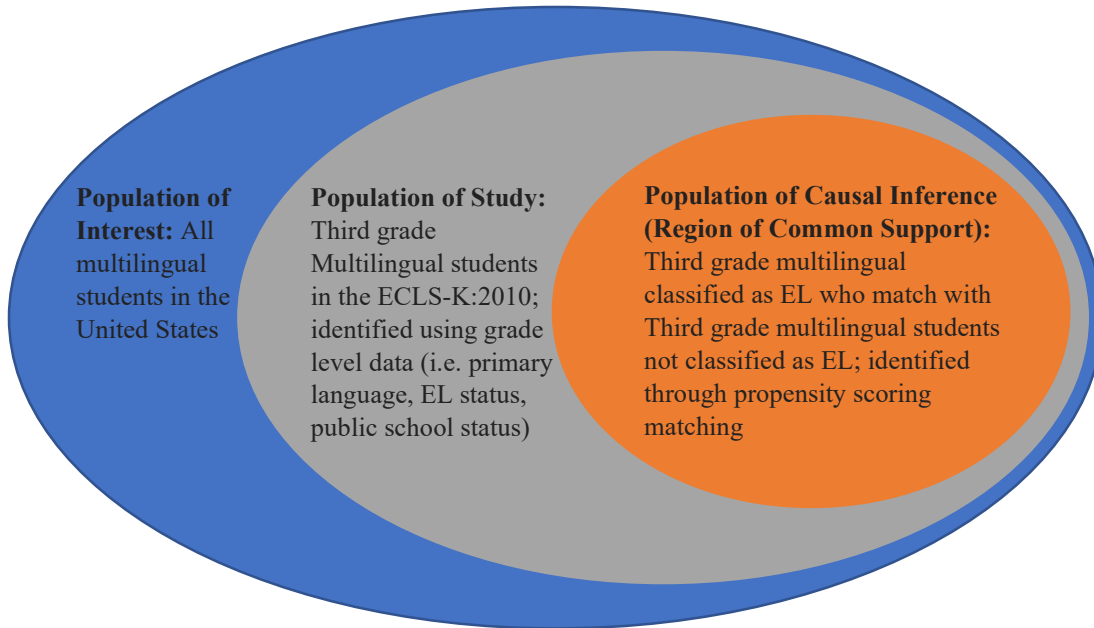 Population of
Interest: All
multilingual
students in the
United States
Population of Study:
Third grade
Multilingual students
in the ECLS-K:2010;
identified using grade
level data (i.e. primary
language, EL status,
public school status)
Population of Causal Inference
(Region of Common Support):
Third grade multilingual
classified as EL who match with
Third grade multilingual students
not classified as EL; identified
through propensity scoring
matching